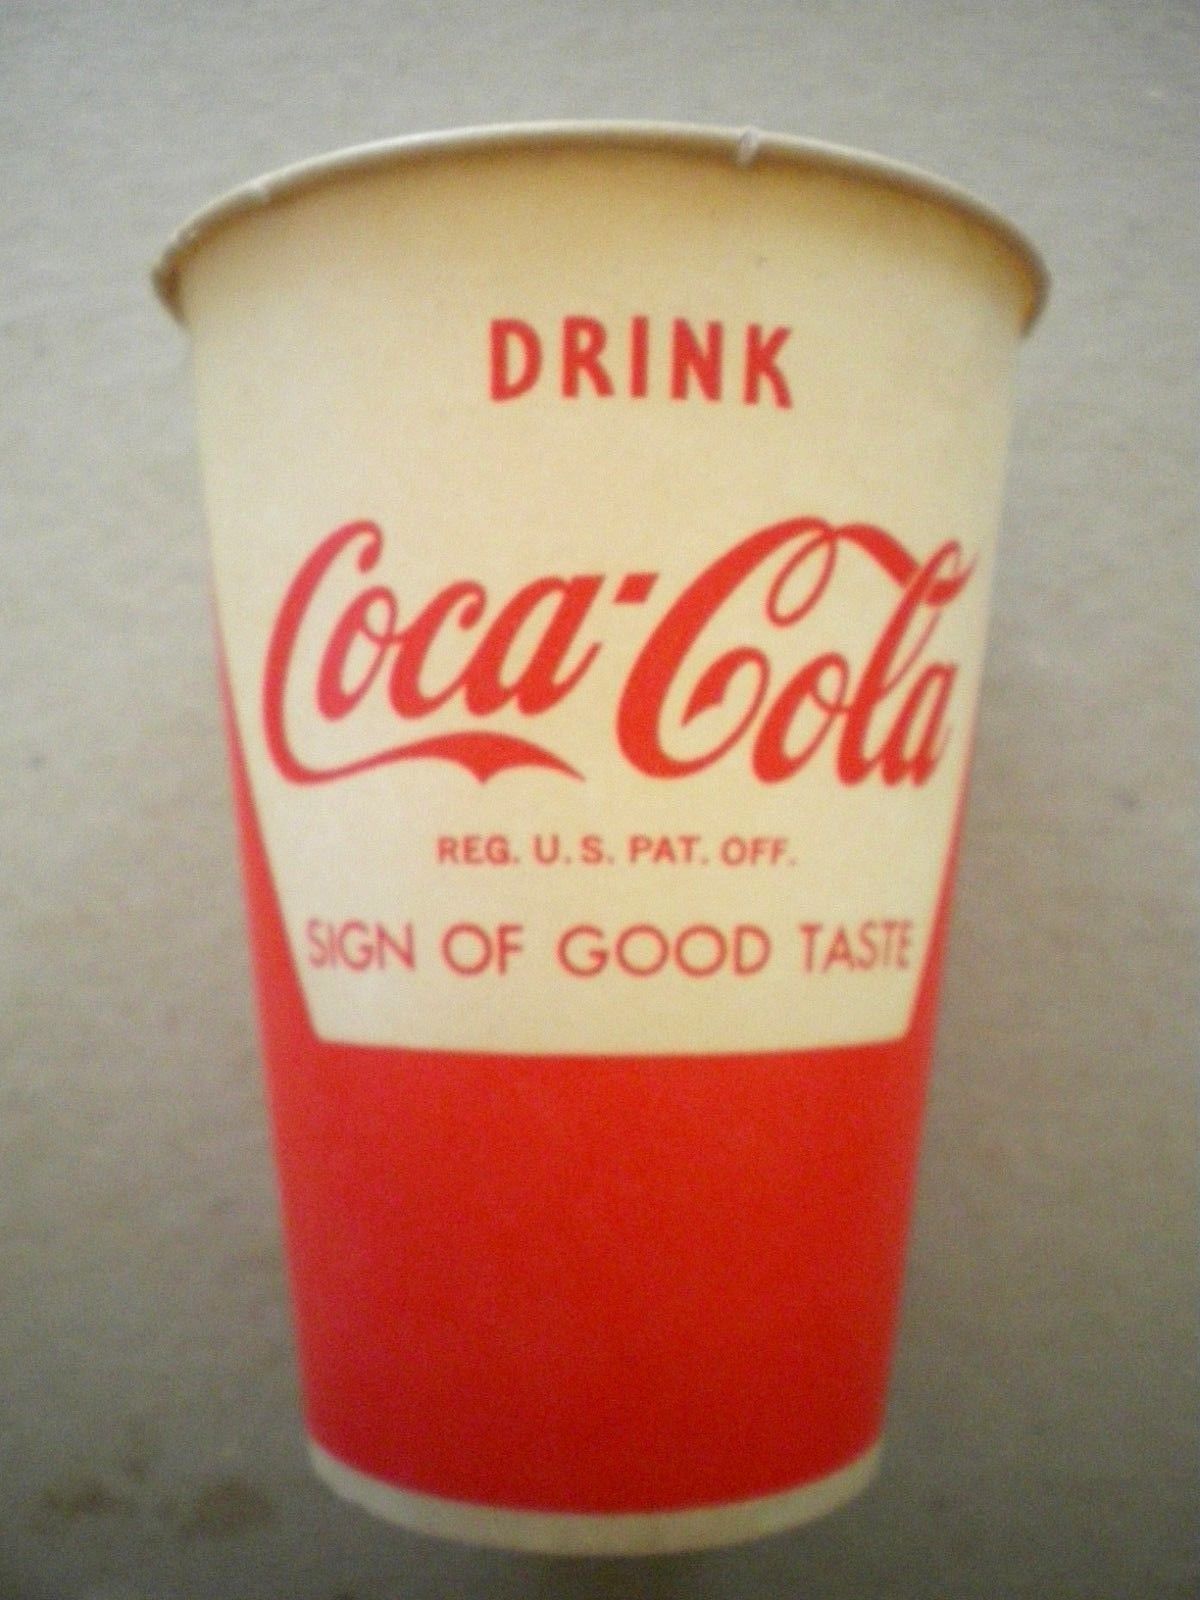 DRINK
Coca-Cola
REG. U.S. PAT. OFF.
SIGN OF GOOD TASTE